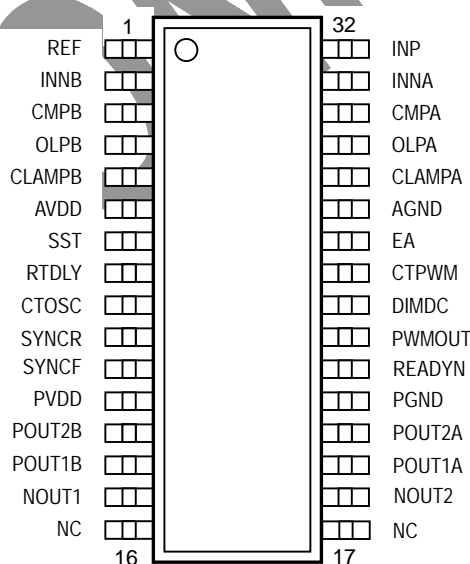 1 32
REF INP
INNB INNA
CMPB CMPA
OLPB OLPA
CLAMPB CLAMPA
AVDD AGND
SST EA
RTDLY CTPWM
CTOSC DIMDC
SYNCR PWMOUT
SYNCF READYN
PVDD PGND
POUT2B POUT2A
POUT1B POUT1A
NOUT1 NOUT2
NC NC
16 17